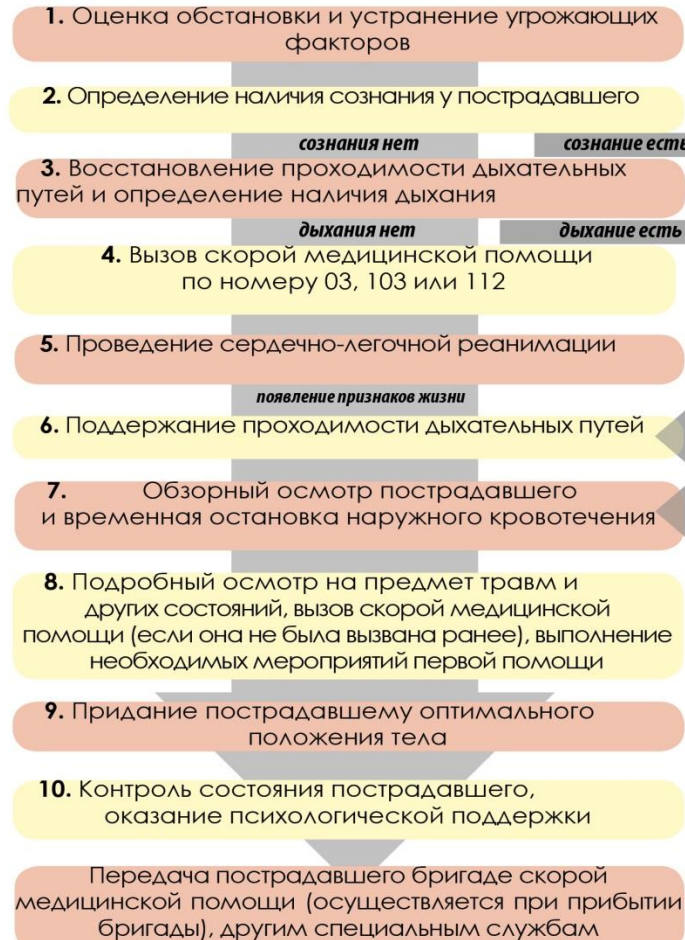 1. Оценка обстановки и устранение угрожающих
факторов
2. Определение наличия сознания у пострадавшего
сознания нет
сознание есть
3. Восстановление проходимости дыхательных
путей и определение наличия дыхания
дыхания нет
дыхание есть
4. Вызов скорой медицинской помощи
по номеру 03, 103 или 112
5. Проведение сердечно-легочной реанимации
появление признаков жизни
6. Поддержание проходимости дыхательных путей
7. Обзорный осмотр пострадавшего
и временная остановка наружного кровотечения
8. Подробный осмотр на предмет травм и
других состояний, вызов скорой медицинской
помощи (если она не была вызвана ранее), выполнение
необходимых мероприятий первой помощи
9. Придание пострадавшему оптимального
положения тела
10. Контроль состояния пострадавшего,
оказание психологической поддержки
Передача пострадавшего бригаде скорой
медицинской помощи (осуществляется при прибытии
бригады), другим специальным службам